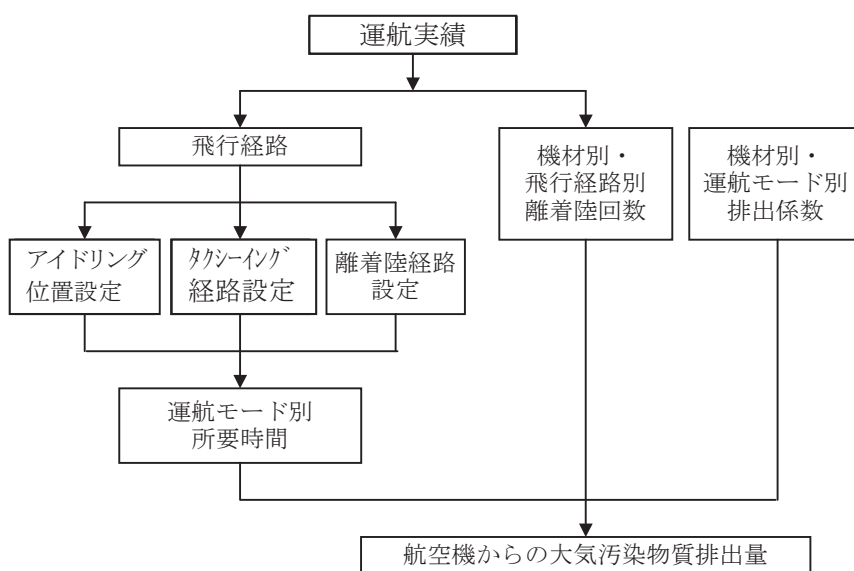 運航実績
飛行経路
機材別・
飛行経路別
離着陸回数
機材別・
運航モード別
排出係数
アイドリング
位置設定
ﾀｸｼｰｲﾝｸﾞ
経路設定
離着陸経路
設定
運航モード別
所要時間
航空機からの大気汚染物質排出量